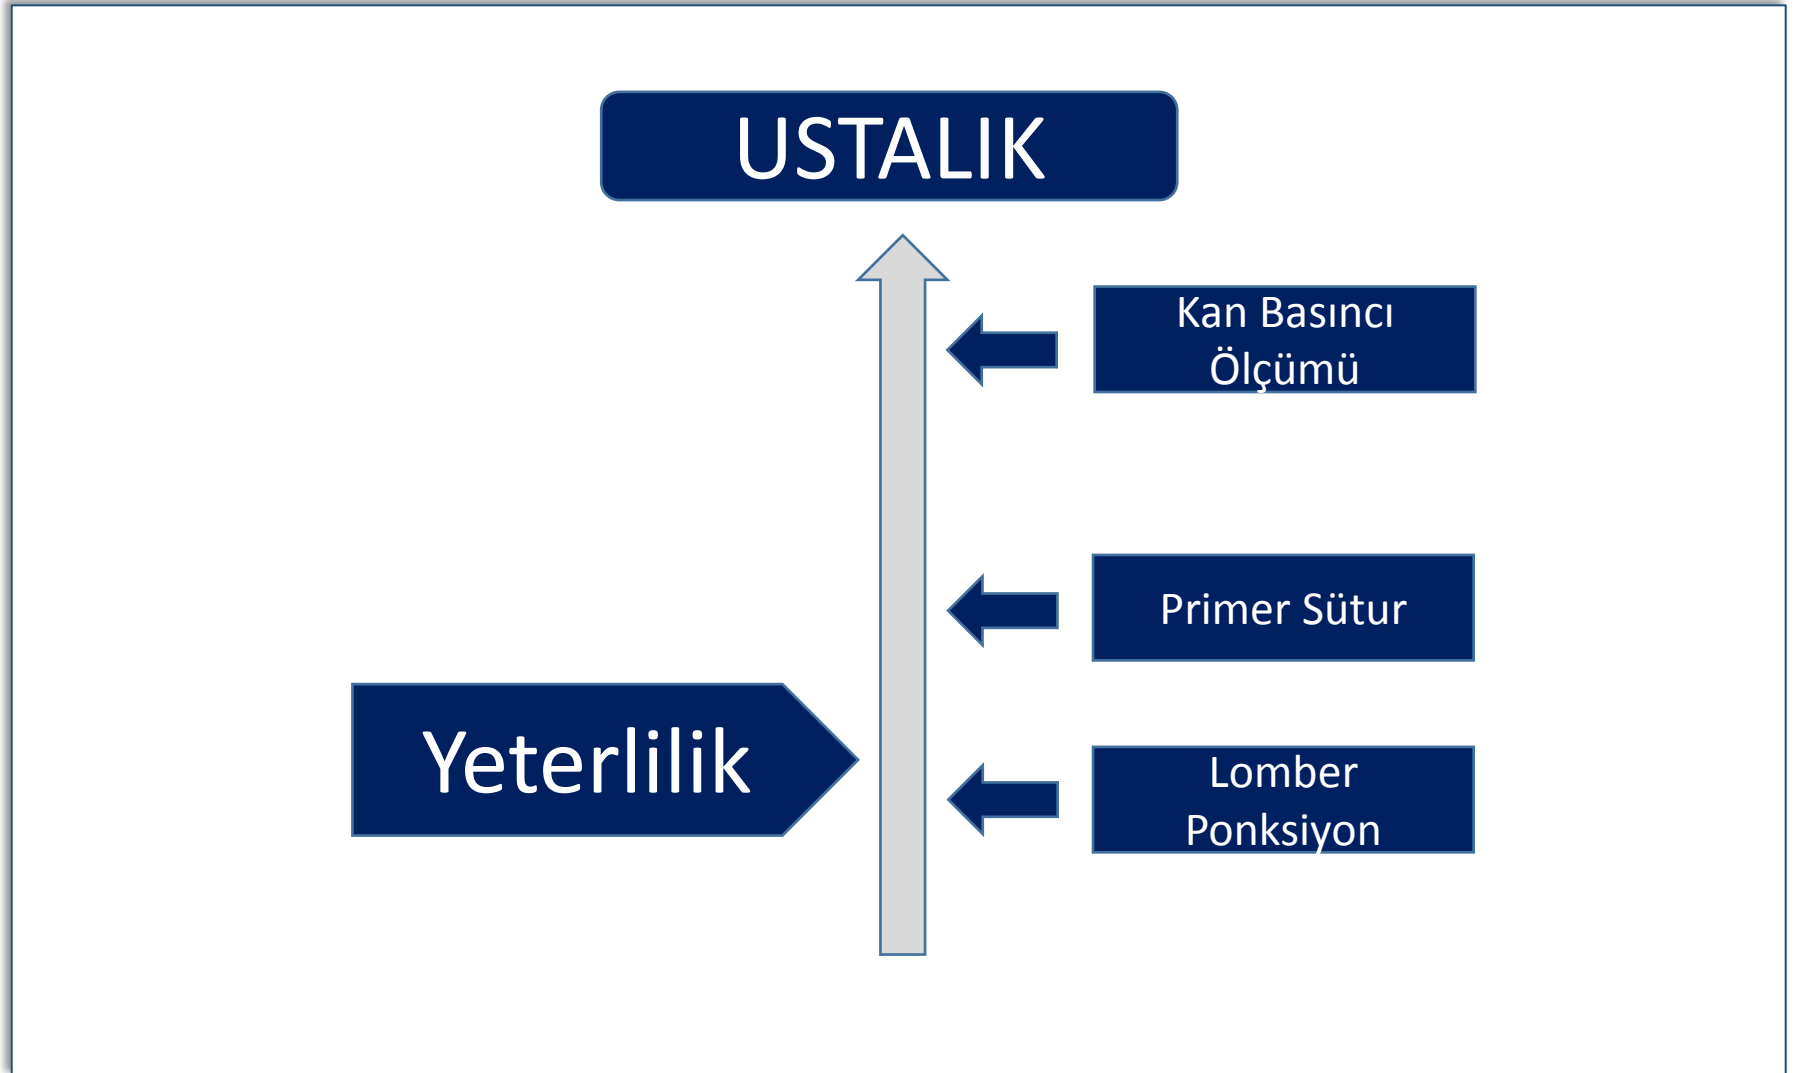 USTALIK
Kan Basıncı
Ölçümü
Primer Sütur
Yeterlilik
Lomber
Ponksiyon